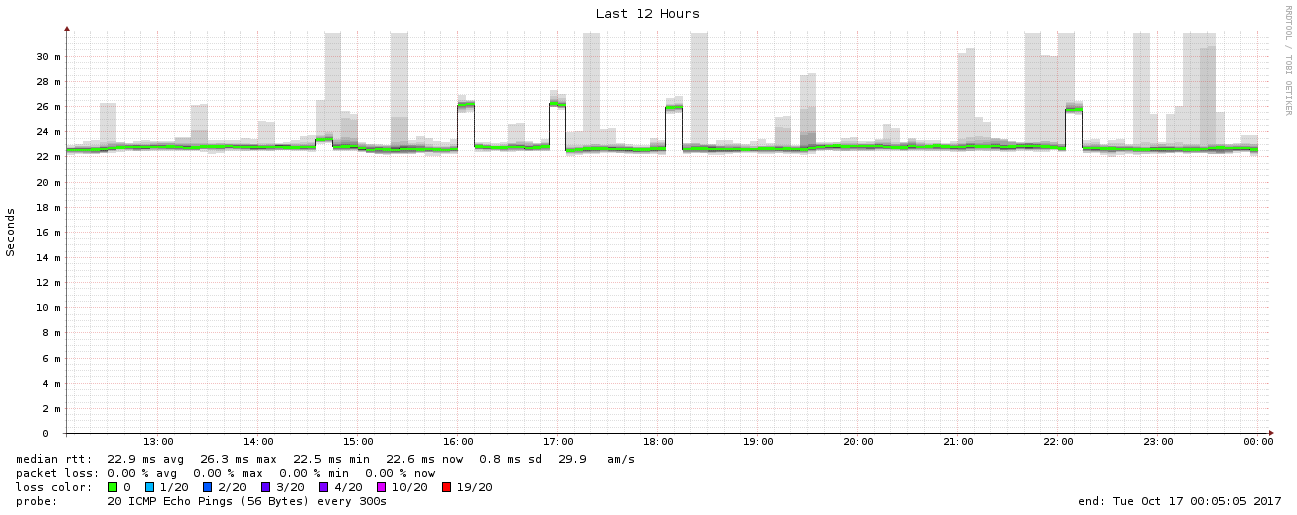 Last 12 Hours
RRDTOOL / TOBI OETIKER
Seconds
30 m
28 m
26 m
24 m
22 m
20 m
18 m
16 m
14 m
12 m
10 m
8 m
6 m
4 m
2 m
0
13:00 14:00 15:00 16:00 17:00 18:00 19:00 20:00 21:00 22:00 23:00 00:00
median rtt: 22.9 ms avg 26.3 ms max 22.5 ms min 22.6 ms now 0.8 ms sd 29.9 am/s
packet loss: 0.00 % avg 0.00 % max 0.00 % min 0.00 % now
loss color: 0 1/20 2/20 3/20 4/20 10/20 19/20
probe: 20 ICMP Echo Pings (56 Bytes) every 300s end: Tue Oct 17 00:05:05 2017